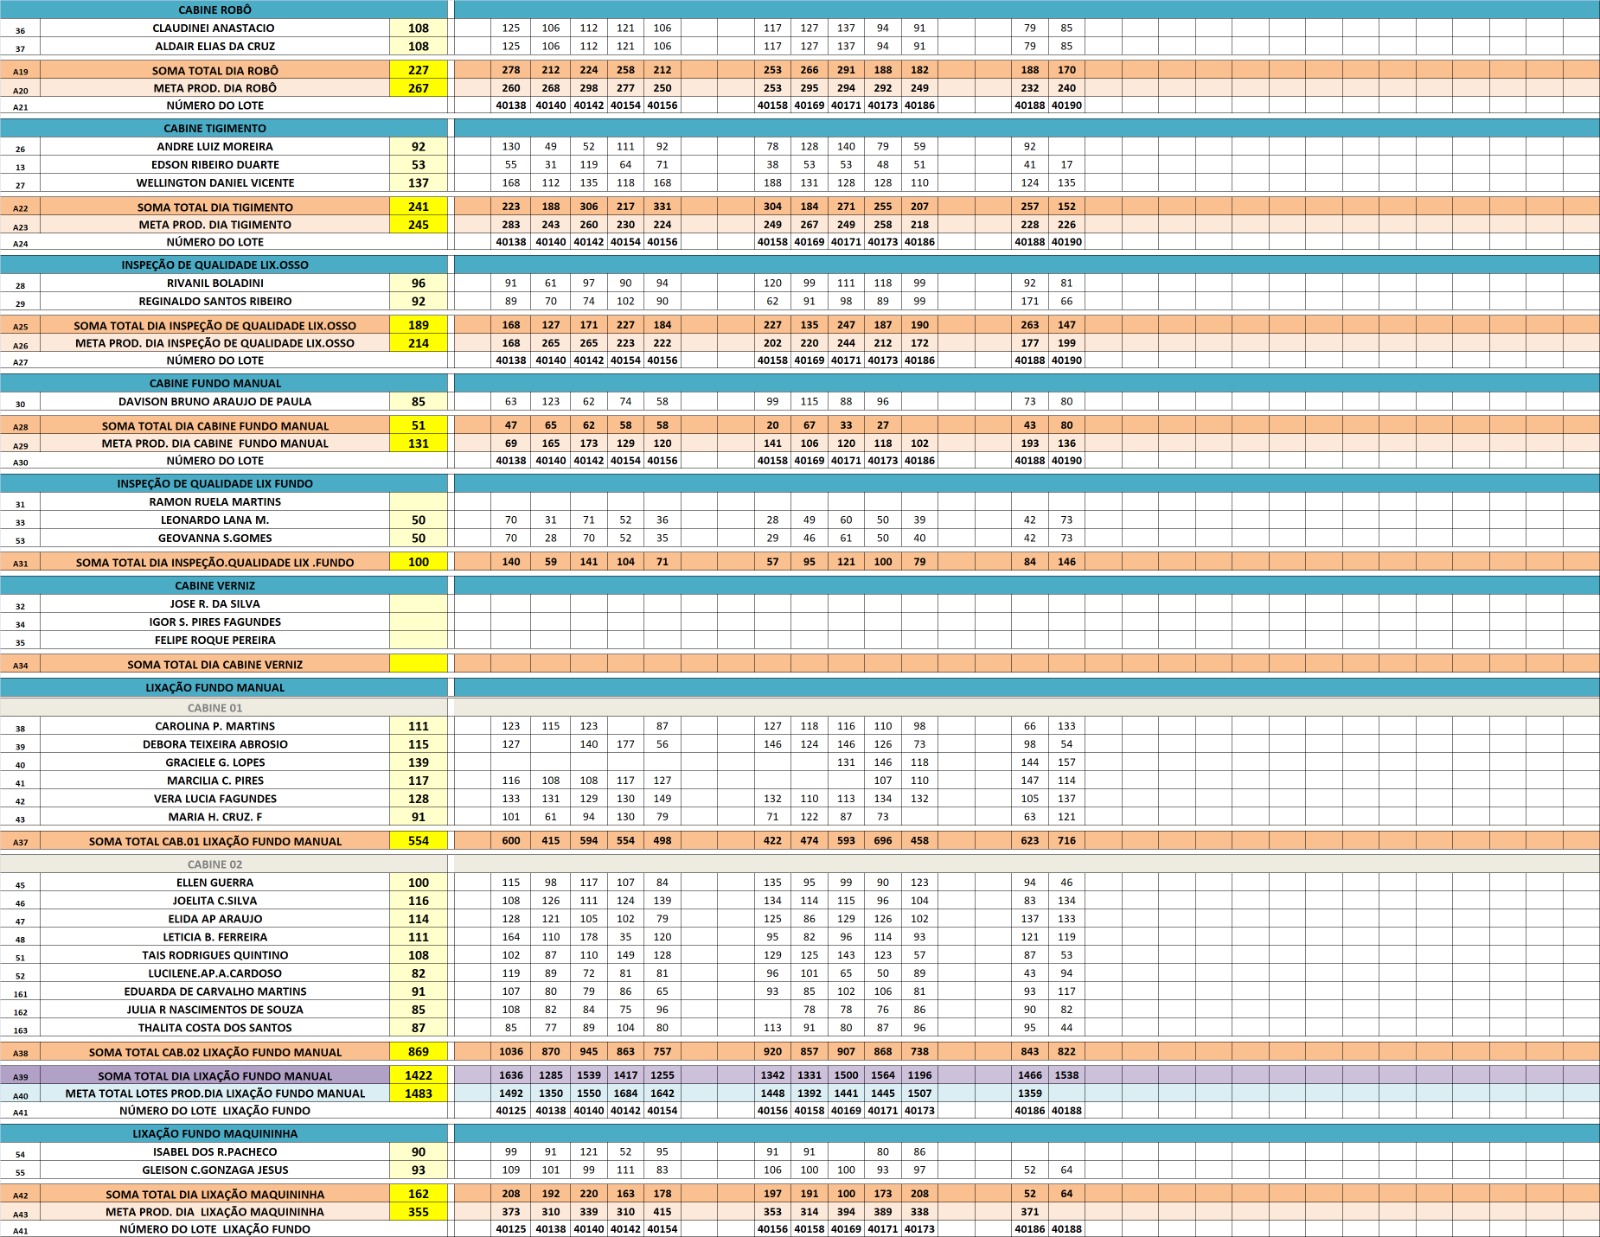 CABINE ROBÔ
36 CLAUDINEI ANASTACIO 108 125 106 112 121 106 117 127 137 94 91 79 85
37 ALDAIR ELIAS DA CRUZ 108 125 106 112 121 106 117 127 137 94 91 79 85
A19 SOMA TOTAL DIA ROBÔ 227 278 212 224 258 212 253 266 291 188 182 188 170
A20 META PROD. DIA ROBÔ 267 260 268 298 277 250 253 295 294 292 249 232 240
A21 NÚMERO DO LOTE 40138 40140 40142 40154 40156 40158 40169 40171 40173 40186 40188 40190
CABINE TIGIMENTO
26 ANDRE LUIZ MOREIRA 92 130 49 52 111 92 78 128 140 79 59 92
13 EDSON RIBEIRO DUARTE 53 55 31 119 64 71 38 53 53 48 51 41 17
27 WELLINGTON DANIEL VICENTE 137 168 112 135 118 168 188 131 128 128 110 124 135
A22 SOMA TOTAL DIA TIGIMENTO 241 223 188 306 217 331 304 184 271 255 207 257 152
A23 META PROD. DIA TIGIMENTO 245 283 243 260 230 224 249 267 249 258 218 228 226
A24 NÚMERO DO LOTE 40138 40140 40142 40154 40156 40158 40169 40171 40173 40186 40188 40190
INSPEÇÃO DE QUALIDADE LIX.OSSO
28 RIVANIL BOLADINI 96 91 61 97 90 94 120 99 111 118 99 92 81
29 REGINALDO SANTOS RIBEIRO 92 89 70 74 102 90 62 91 98 89 99 171 66
A25 SOMA TOTAL DIA INSPEÇÃO DE QUALIDADE LIX.OSSO 189 168 127 171 227 184 227 135 247 187 190 263 147
A26 META PROD. DIA INSPEÇÃO DE QUALIDADE LIX.OSSO 214 168 265 265 223 222 202 220 244 212 172 177 199
A27 NÚMERO DO LOTE 40138 40140 40142 40154 40156 40158 40169 40171 40173 40186 40188 40190
CABINE FUNDO MANUAL
30 DAVISON BRUNO ARAUJO DE PAULA 85 63 123 62 74 58 99 115 88 96 73 80
A28 SOMA TOTAL DIA CABINE FUNDO MANUAL 51 47 65 62 58 58 20 67 33 27 43 80
A29 META PROD. DIA CABINE FUNDO MANUAL 131 69 165 173 129 120 141 106 120 118 102 193 136
A30 NÚMERO DO LOTE 40138 40140 40142 40154 40156 40158 40169 40171 40173 40186 40188 40190
INSPEÇÃO DE QUALIDADE LIX FUNDO
31 RAMON RUELA MARTINS
33 LEONARDO LANA M. 50 70 31 71 52 36 28 49 60 50 39 42 73
53 GEOVANNA S.GOMES 50 70 28 70 52 35 29 46 61 50 40 42 73
A31 SOMA TOTAL DIA INSPEÇÃO.QUALIDADE LIX .FUNDO 100 140 59 141 104 71 57 95 121 100 79 84 146
CABINE VERNIZ
32 JOSE R. DA SILVA
34 IGOR S. PIRES FAGUNDES
35 FELIPE ROQUE PEREIRA
A34 SOMA TOTAL DIA CABINE VERNIZ
LIXAÇÃO FUNDO MANUAL
CABINE 01
38 CAROLINA P. MARTINS 111 123 115 123 87 127 118 116 110 98 66 133
39 DEBORA TEIXEIRA ABROSIO 115 127 140 177 56 146 124 146 126 73 98 54
40 GRACIELE G. LOPES 139 131 146 118 144 157
41 MARCILIA C. PIRES 117 116 108 108 117 127 107 110 147 114
42 VERA LUCIA FAGUNDES 128 133 131 129 130 149 132 110 113 134 132 105 137
43 MARIA H. CRUZ. F 91 101 61 94 130 79 71 122 87 73 63 121
A37 SOMA TOTAL CAB.01 LIXAÇÃO FUNDO MANUAL 554 600 415 594 554 498 422 474 593 696 458 623 716
CABINE 02
45 ELLEN GUERRA 100 115 98 117 107 84 135 95 99 90 123 94 46
46 JOELITA C.SILVA 116 108 126 111 124 139 134 114 115 96 104 83 134
47 ELIDA AP ARAUJO 114 128 121 105 102 79 125 86 129 126 102 137 133
48 LETICIA B. FERREIRA 111 164 110 178 35 120 95 82 96 114 93 121 119
51 TAIS RODRIGUES QUINTINO 108 102 87 110 149 128 129 125 143 123 57 87 53
52 LUCILENE.AP.A.CARDOSO 82 119 89 72 81 81 96 101 65 50 89 43 94
161 EDUARDA DE CARVALHO MARTINS 91 107 80 79 86 65 93 85 102 106 81 93 117
162 JULIA R NASCIMENTOS DE SOUZA 85 108 82 84 75 96 78 78 76 86 90 82
163 THALITA COSTA DOS SANTOS 87 85 77 89 104 80 113 91 80 87 96 95 44
A38 SOMA TOTAL CAB.02 LIXAÇÃO FUNDO MANUAL 869 1036 870 945 863 757 920 857 907 868 738 843 822
A39 SOMA TOTAL DIA LIXAÇÃO FUNDO MANUAL 1422 1636 1285 1539 1417 1255 1342 1331 1500 1564 1196 1466 1538
A40 META TOTAL LOTES PROD.DIA LIXAÇÃO FUNDO MANUAL 1483 1492 1350 1550 1684 1642 1448 1392 1441 1445 1507 1359
A41 NÚMERO DO LOTE LIXAÇÃO FUNDO 40125 40138 40140 40142 40154 40156 40158 40169 40171 40173 40186 40188
LIXAÇÃO FUNDO MAQUININHA
54 ISABEL DOS R.PACHECO 90 99 91 121 52 95 91 91 80 86
55 GLEISON C.GONZAGA JESUS 93 109 101 99 111 83 106 100 100 93 97 52 64
A42 SOMA TOTAL DIA LIXAÇÃO MAQUININHA 162 208 192 220 163 178 197 191 100 173 208 52 64
A43 META PROD. DIA LIXAÇÃO MAQUININHA 355 373 310 339 310 415 353 314 394 389 338 371
A41 NÚMERO DO LOTE LIXAÇÃO FUNDO 40125 40138 40140 40142 40154 40156 40158 40169 40171 40173 40186 40188